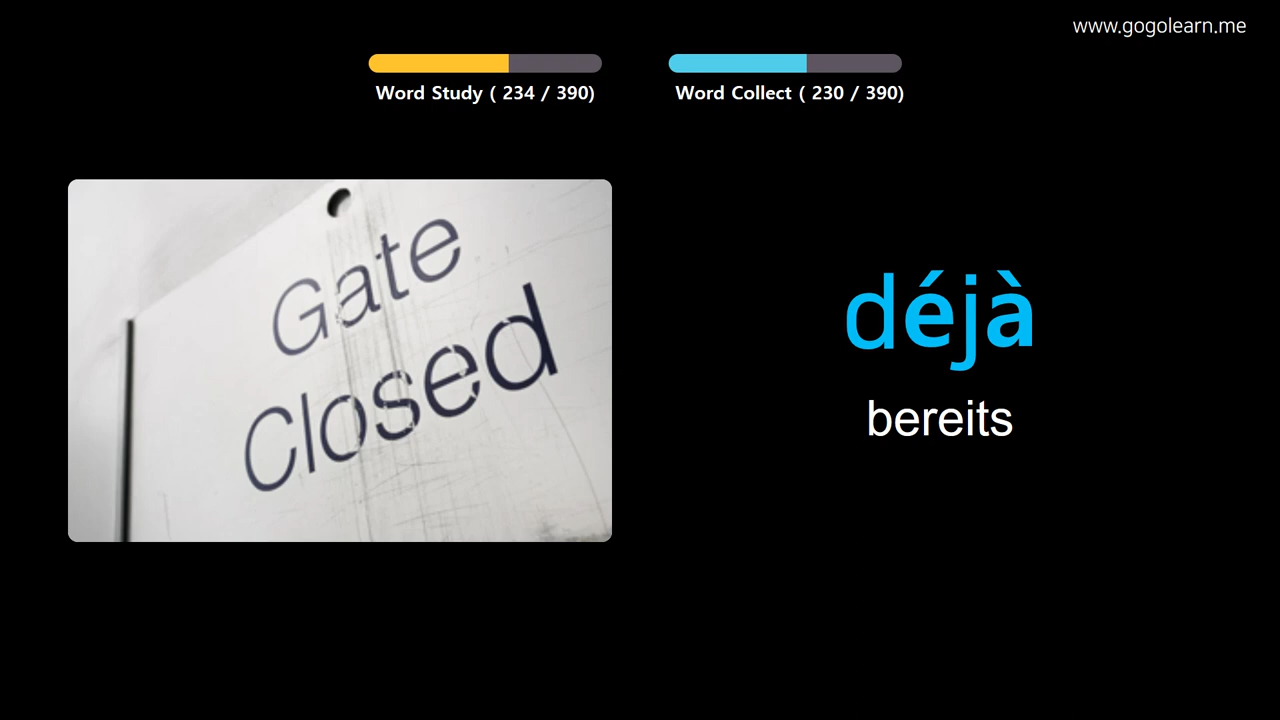 www.gogolearn.me
Word Study ( 234 / 390)
Word Collect ( 230 / 390)
Gate
Closed
déjà
bereits